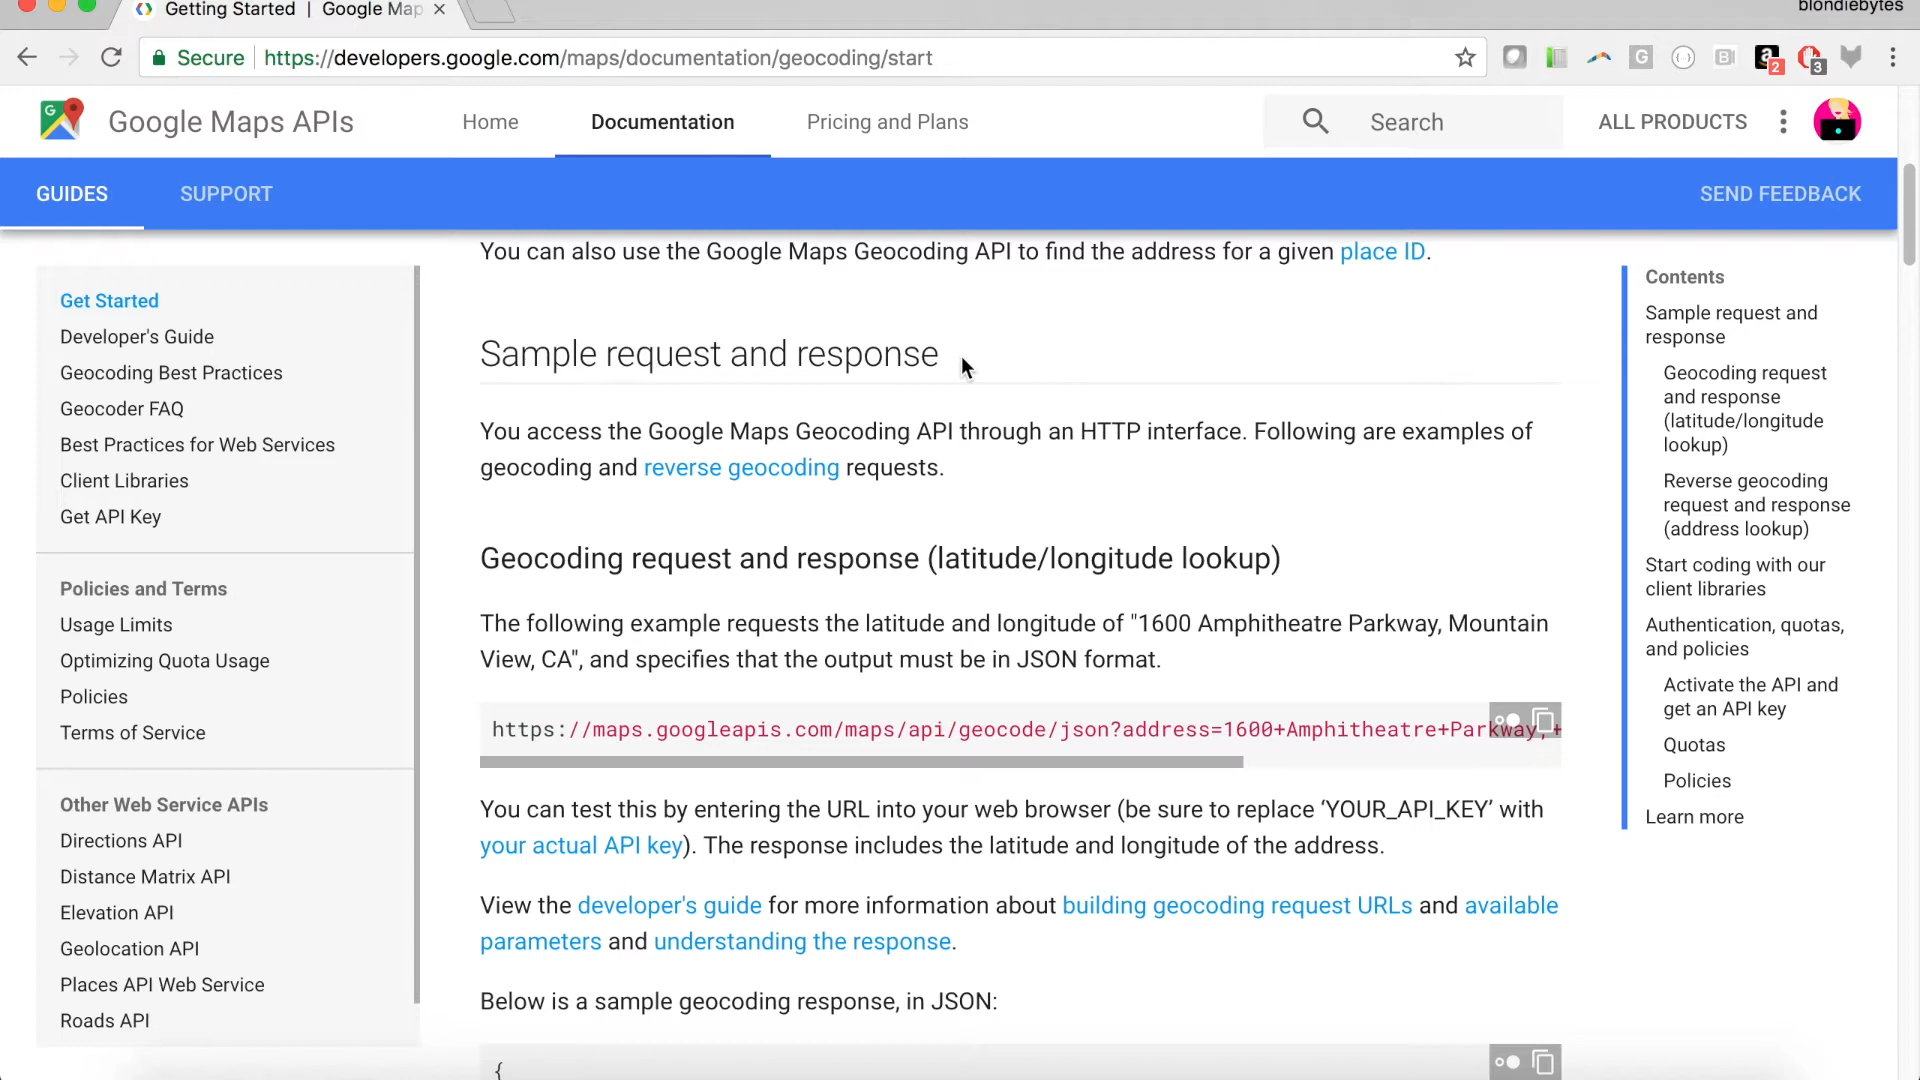 Getting Started | Google Map
blondiebytes
Secure
https://developers.google.com/maps/documentation/geocoding/start
G
B
a
2
3
G
Google Maps APIs
Home
Documentation
Pricing and Plans
Search
ALL PRODUCTS
GUIDES
SUPPORT
SEND FEEDBACK
Get Started
Developer's Guide
Geocoding Best Practices
Geocoder FAQ
Best Practices for Web Services
Client Libraries
Get API Key
Policies and Terms
Usage Limits
Optimizing Quota Usage
Policies
Terms of Service
Other Web Service APIs
Directions API
Distance Matrix API
Elevation API
Geolocation API
Places API Web Service
Roads API
You can also use the Google Maps Geocoding API to find the address for a given place ID.
Sample request and response
You access the Google Maps Geocoding API through an HTTP interface. Following are examples of
geocoding and reverse geocoding requests.
Geocoding request and response (latitude/longitude lookup)
The following example requests the latitude and longitude of "1600 Amphitheatre Parkway, Mountain
View, CA", and specifies that the output must be in JSON format.
https://maps.googleapis.com/maps/api/geocode/json?address=1600+Amphitheatre+Parkway,+
You can test this by entering the URL into your web browser (be sure to replace ‘YOUR_API_KEY’ with
your actual API key). The response includes the latitude and longitude of the address.
View the developer's guide for more information about building geocoding request URLs and available
parameters and understanding the response.
Below is a sample geocoding response, in JSON:
{
Contents
Sample request and
response
Geocoding request
and response
(latitude/longitude
lookup)
Reverse geocoding
request and response
(address lookup)
Start coding with our
client libraries
Authentication, quotas,
and policies
Activate the API and
get an API key
Quotas
Policies
Learn more